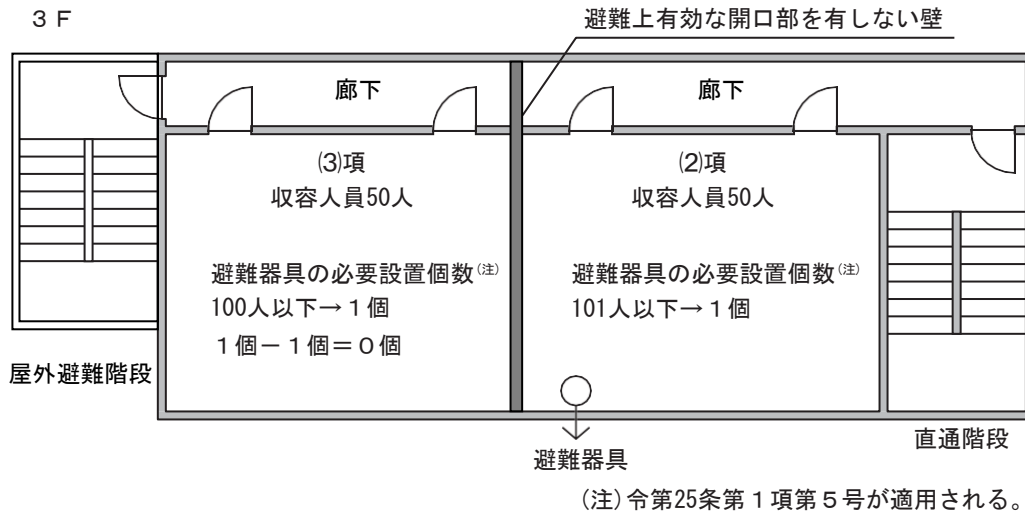 3F
避難上有効な開口部を有しない壁
廊下
廊下
(3)項
収容人員50人
避難器具の必要設置個数(注)
100人以下→1個
1個－1個＝0個
(2)項
収容人員50人
避難器具の必要設置個数(注)
101人以下→1個
屋外避難階段
避難器具
直通階段
(注)令第25条第1項第5号が適用される。